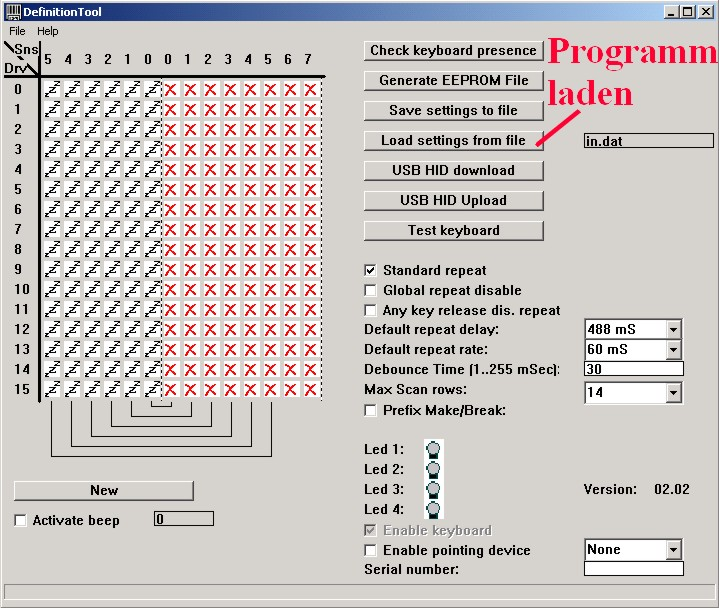 DefinitionTool
File Help
Sns 5 4 3 2 1 0 0 1 2 3 4 5 6 7
Drv
0
1
2
3
4
5
6
7
8
9
10
11
12
13
14
15
New
Activate beep 0
Check keyboard presence
Generate EEPROM File
Save settings to file
Load settings from file in.dat
USB HID download
USB HID Upload
Test keyboard
Programm
laden
Standard repeat
Global repeat disable
Any key release dis. repeat
Default repeat delay: 488 mS
Default repeat rate: 60 mS
Debounce Time (1..255 mSec): 30
Max Scan rows: 14
Prefix Make/Break:
Led 1:
Led 2:
Led 3: Version: 02.02
Led 4:
Enable keyboard
Enable pointing device None
Serial number: